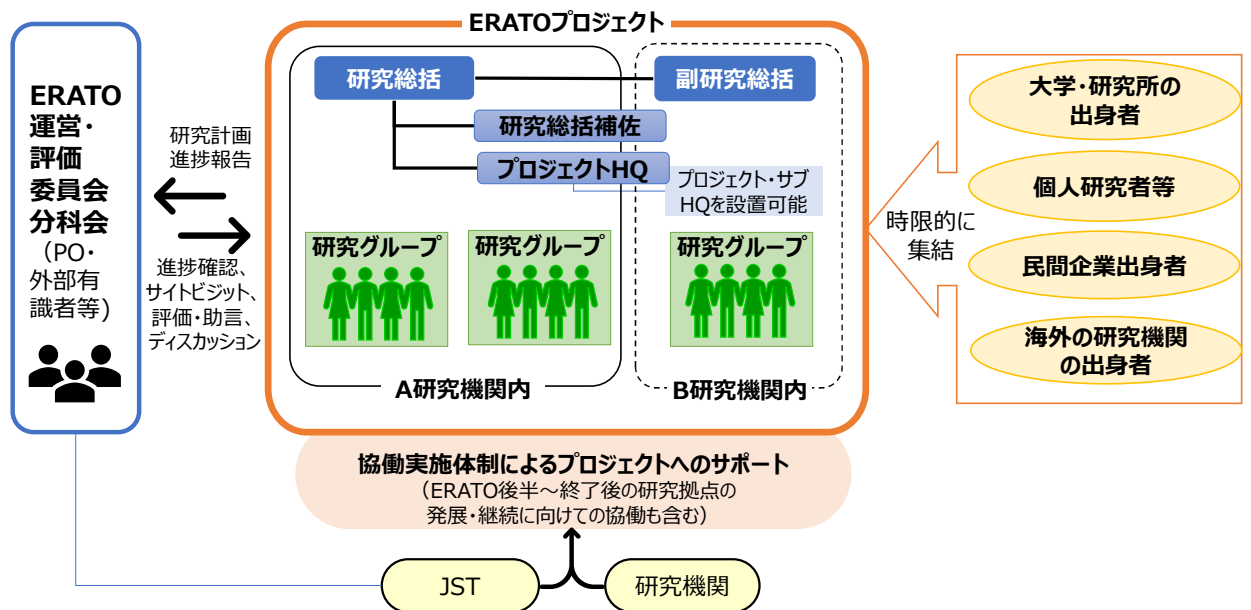 ERATOプロジェクト
ERATO
運営・
評価
委員会
分科会
(PO・
外部有
識者等)
研究計画
進捗報告
進捗確認、
サイトビジット、
評価・助言、
ディスカッション
研究総括
副研究総括
研究総括補佐
プロジェクトHQ
プロジェクト・サブ
HQを設置可能
研究グループ
研究グループ
研究グループ
A研究機関内
B研究機関内
時限的に
集結
大学・研究所の
出身者
個人研究者等
民間企業出身者
海外の研究機関
の出身者
協働実施体制によるプロジェクトへのサポート
（ERATO後半～終了後の研究拠点の
発展・継続に向けての協働も含む）
JST
研究機関